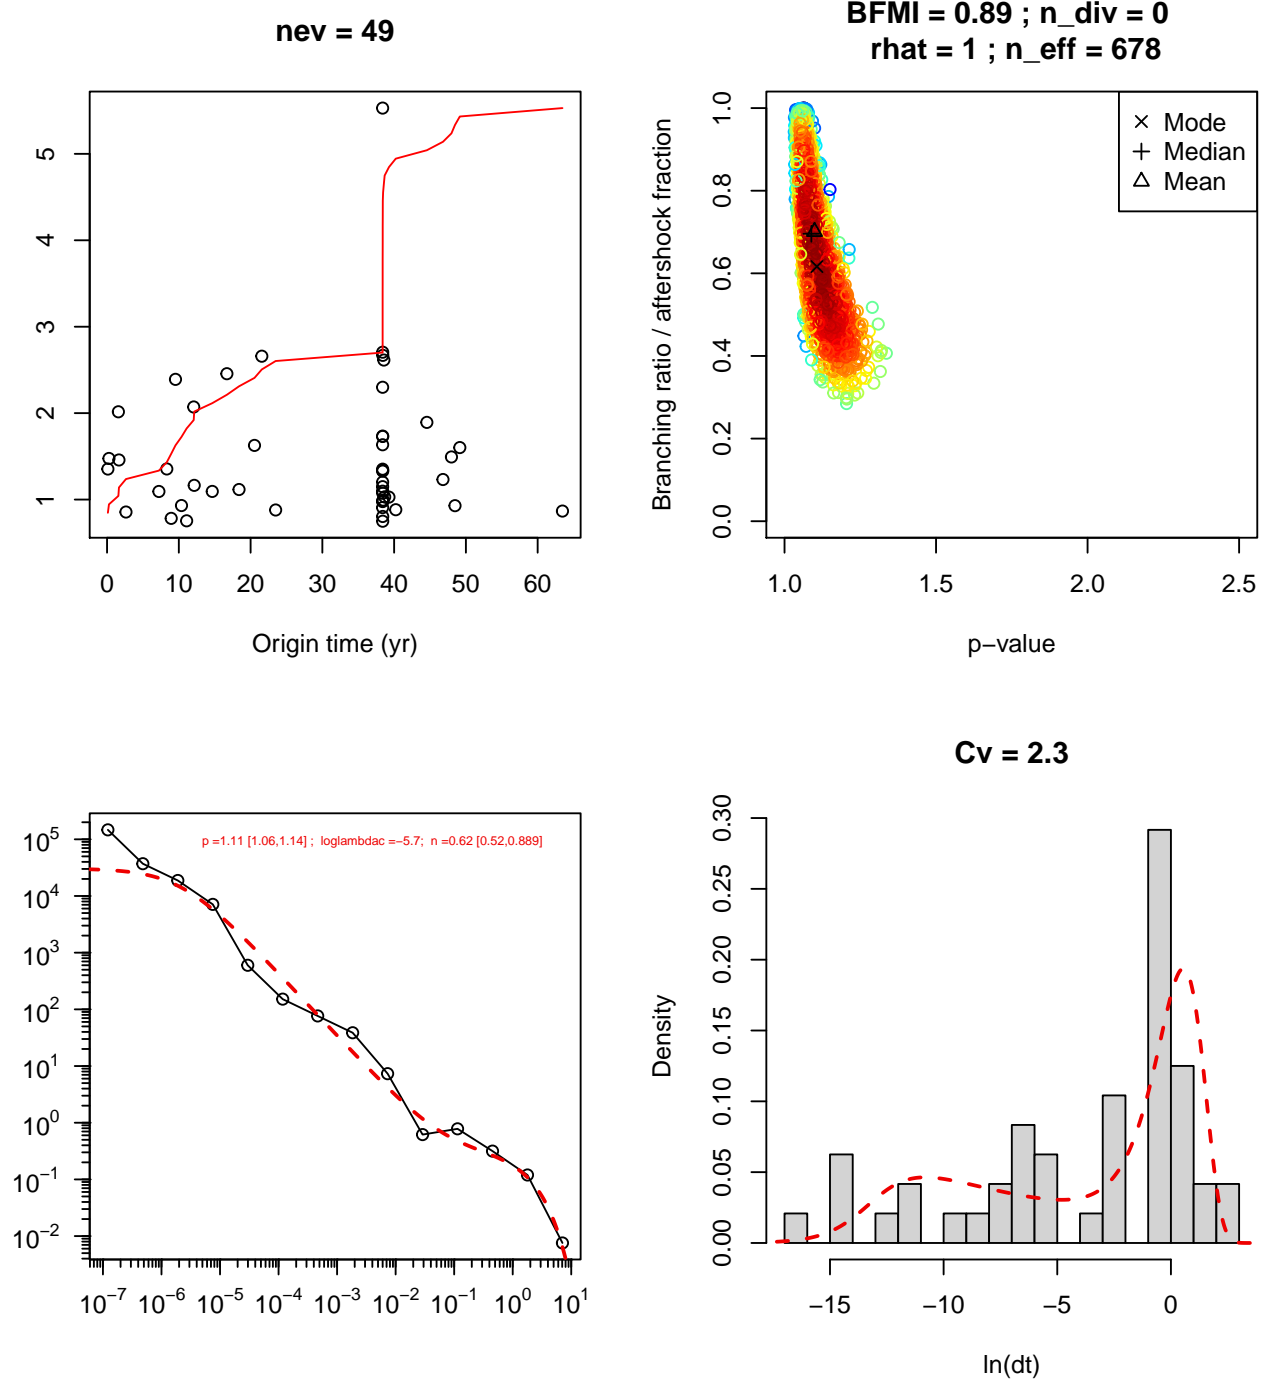 nev = 49
5
4
3
2
1
0 10 20 30 40 50 60
Origin time (yr)
BFMI = 0.89 ; n_div = 0
rhat = 1 ; n_eff = 678
Branching ratio / aftershock fraction
1.0
0.8
0.6
0.4
0.2
0.0
Mode
Median
Mean
1.0 1.5 2.0 2.5
p−value
p =1.11 [1.06,1.14] ; loglambdac =−5.7; n =0.62 [0.52,0.889]
10^5
10^4
10^3
10^2
10^1
10^0
10^−1
10^−2
10^−7 10^−6 10^−5 10^−4 10^−3 10^−2 10^−1 10^0 10^1
Cv = 2.3
Density
0.30
0.25
0.20
0.15
0.10
0.05
0.00
−15 −10 −5 0
ln(dt)